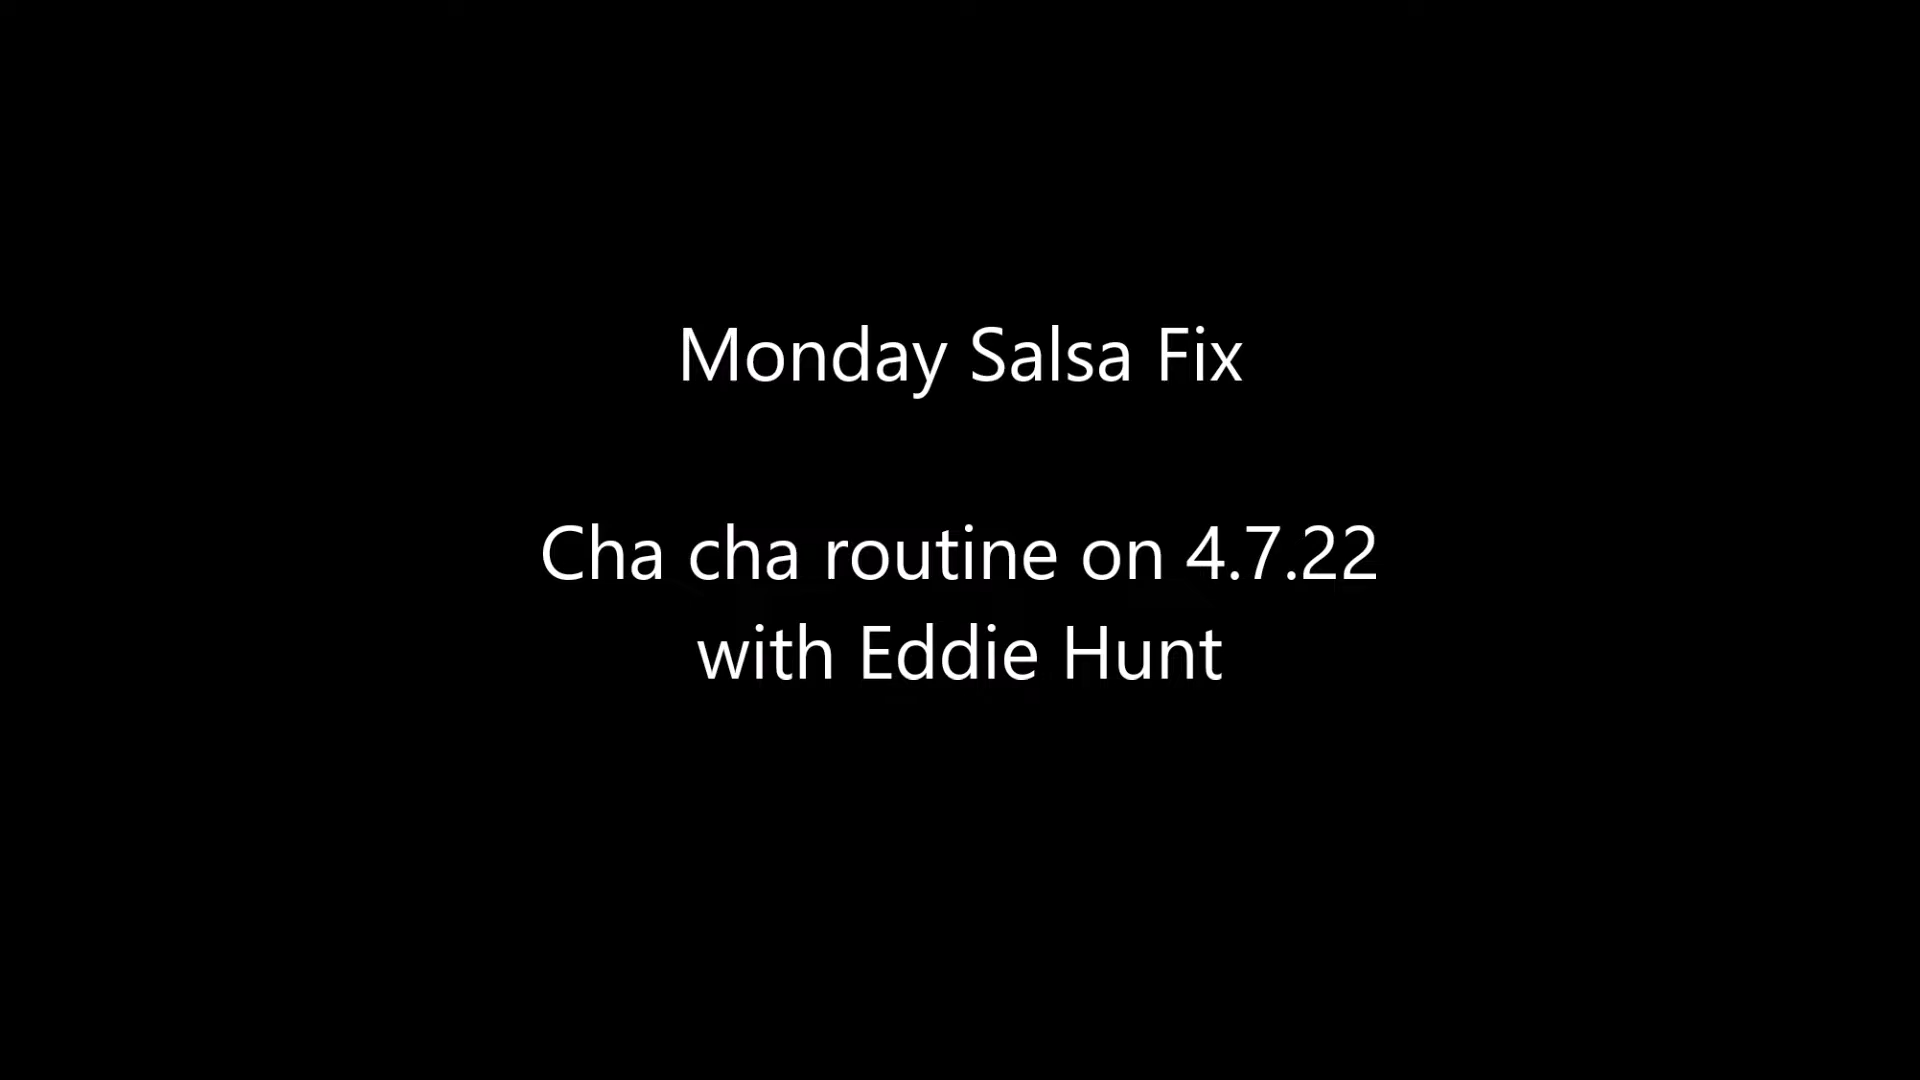 Monday Salsa Fix
Cha cha routine on 4.7.22
with Eddie Hunt